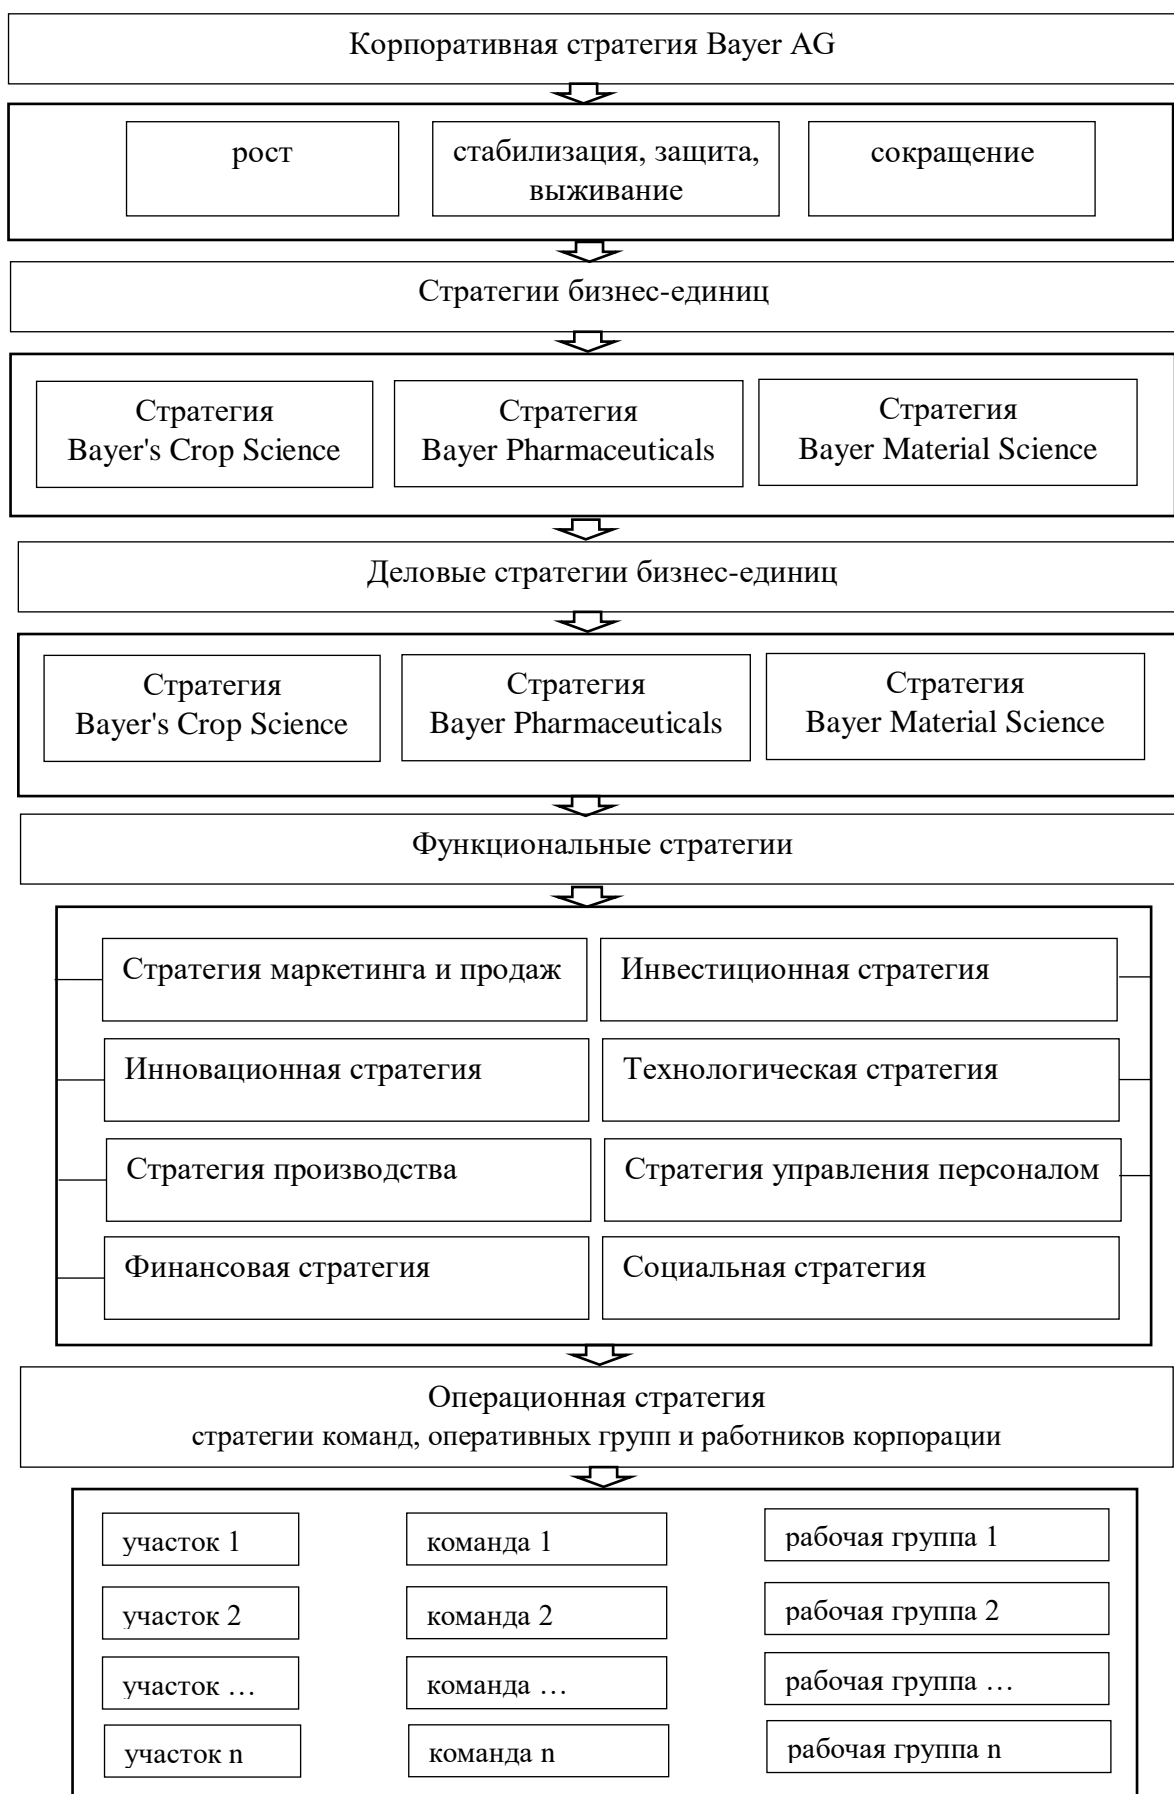 Корпоративная стратегия Bayer AG
рост
стабилизация, защита,
выживание
сокращение
Стратегии бизнес-единиц
Стратегия
Bayer's Crop Science
Стратегия
Bayer Pharmaceuticals
Стратегия
Bayer Material Science
Деловые стратегии бизнес-единиц
Стратегия
Bayer's Crop Science
Стратегия
Bayer Pharmaceuticals
Стратегия
Bayer Material Science
Функциональные стратегии
Стратегия маркетинга и продаж
Инвестиционная стратегия
Инновационная стратегия
Технологическая стратегия
Стратегия производства
Стратегия управления персоналом
Финансовая стратегия
Социальная стратегия
Операционная стратегия
стратегии команд, оперативных групп и работников корпорации
участок 1
команда 1
рабочая группа 1
участок 2
команда 2
рабочая группа 2
участок …
команда …
рабочая группа …
участок n
команда n
рабочая группа n